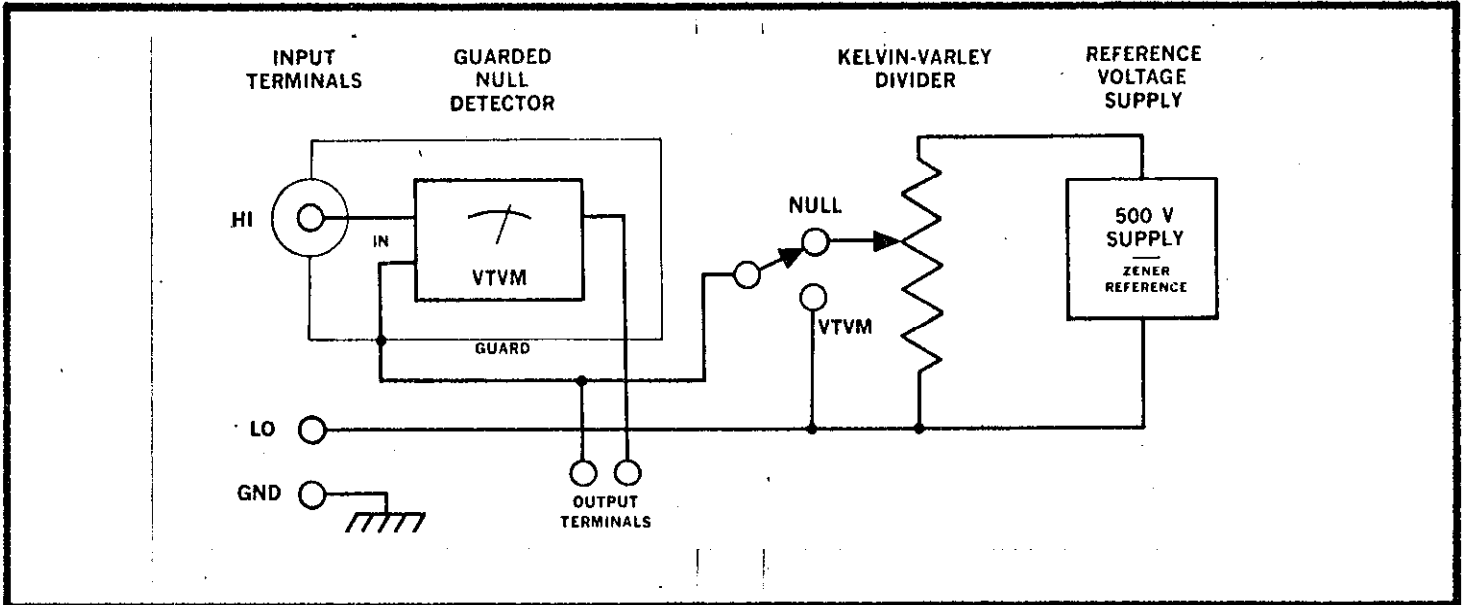 INPUT
TERMINALS
GUARDED
NULL
DETECTOR
KELVIN-VARLEY
DIVIDER
REFERENCE
VOLTAGE
SUPPLY
HI
IN
VTVM
GUARD
NULL
VTVM
500 V
SUPPLY
ZENER
REFERENCE
LO
GND
OUTPUT
TERMINALS